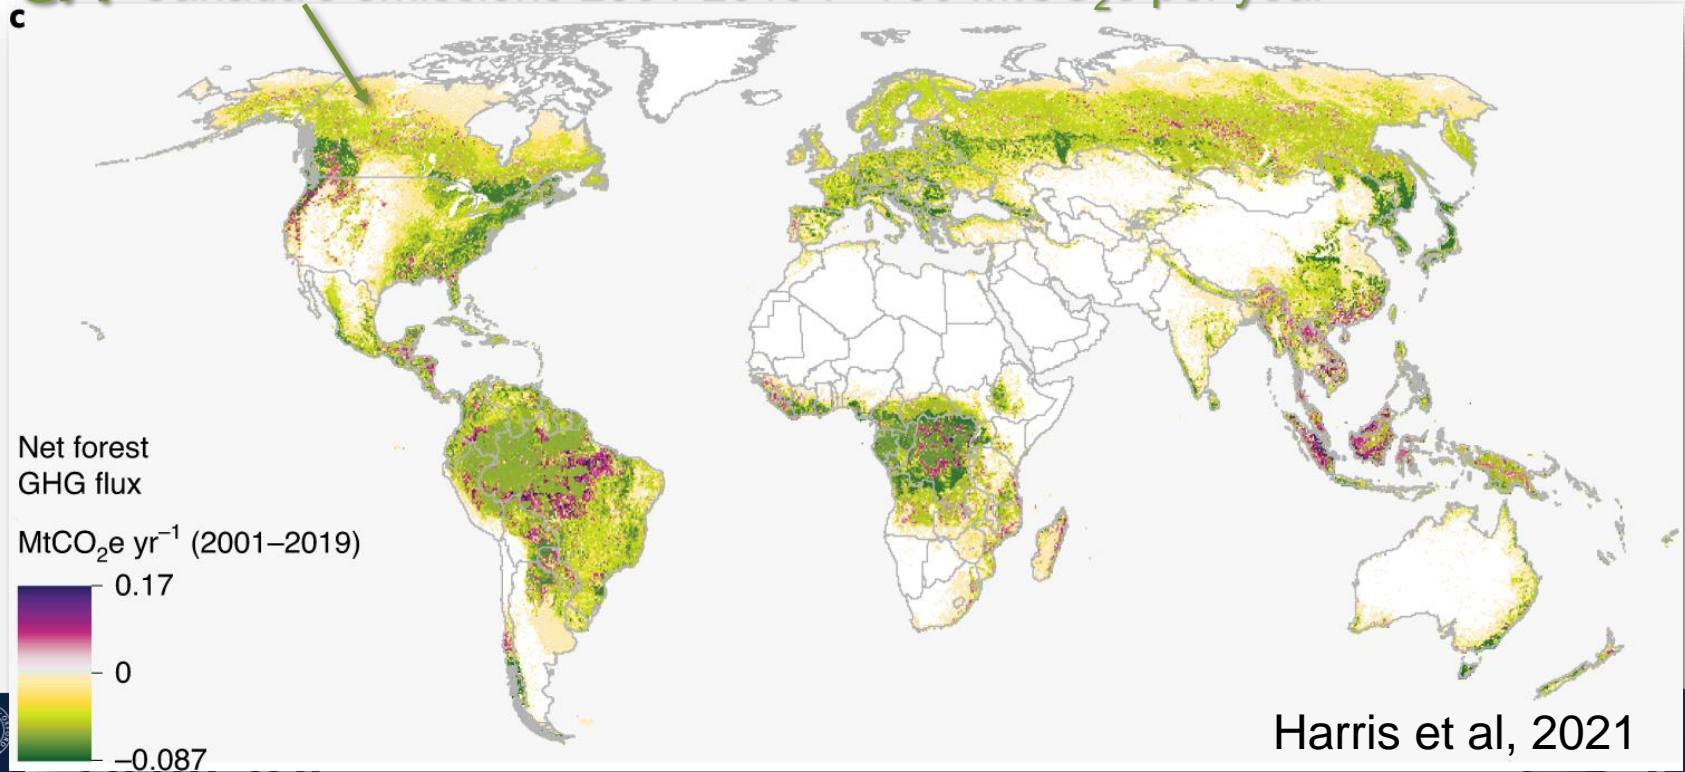 c
Net forest
GHG flux
MtCO₂e yr⁻¹ (2001–2019)
0.17
0
–0.087
Harris et al, 2021